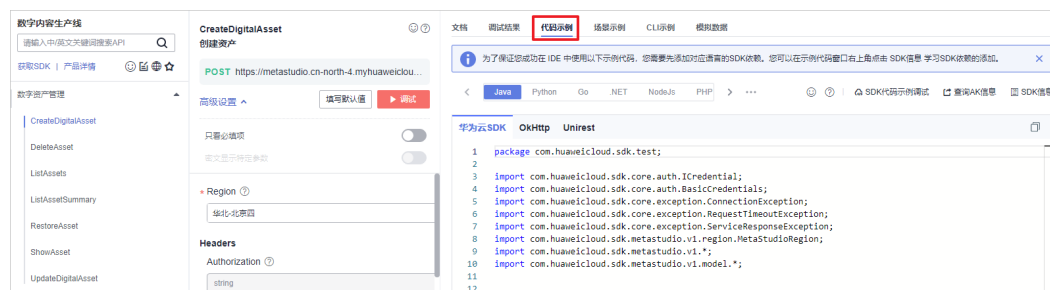 数字内容生产线
请输入中/英文关键词搜索API
获取SDK | 产品详情
数字资产管理
CreateDigitalAsset
DeleteAsset
ListAssets
ListAssetSummary
RestoreAsset
ShowAsset
UpdateDigitalAsset
CreateDigitalAsset
创建资产
POST https://metastudio.cn-north-4.myhuaweiclou...
高级设置
填写默认值
调试
只看必填项
单文显示特定参数
* Region
华北-北京四
Headers
Authorization
string
文档 调试结果 代码示例 场景示例 CLI示例 模拟数据
为了保证您成功在 IDE 中使用以下示例代码，您需要先添加对应语言的SDK依赖。您可以在示例代码窗口右上角点击 SDK信息 学习SDK依赖的添加。
Java Python Go .NET NodeJs PHP
SDK代码示例调试 查询AK信息 SDK信息
华为云SDK OkHttp Unirest
1 package com.huaweicloud.sdk.test;
2
3 import com.huaweicloud.sdk.core.auth.ICredential;
4 import com.huaweicloud.sdk.core.auth.BasicCredentials;
5 import com.huaweicloud.sdk.core.exception.ConnectionException;
6 import com.huaweicloud.sdk.core.exception.RequestTimeoutException;
7 import com.huaweicloud.sdk.core.exception.ServiceResponseException;
8 import com.huaweicloud.sdk.metastudio.v1.region.MetaStudioRegion;
9 import com.huaweicloud.sdk.metastudio.v1.*;
10 import com.huaweicloud.sdk.metastudio.v1.model.*;
11
12